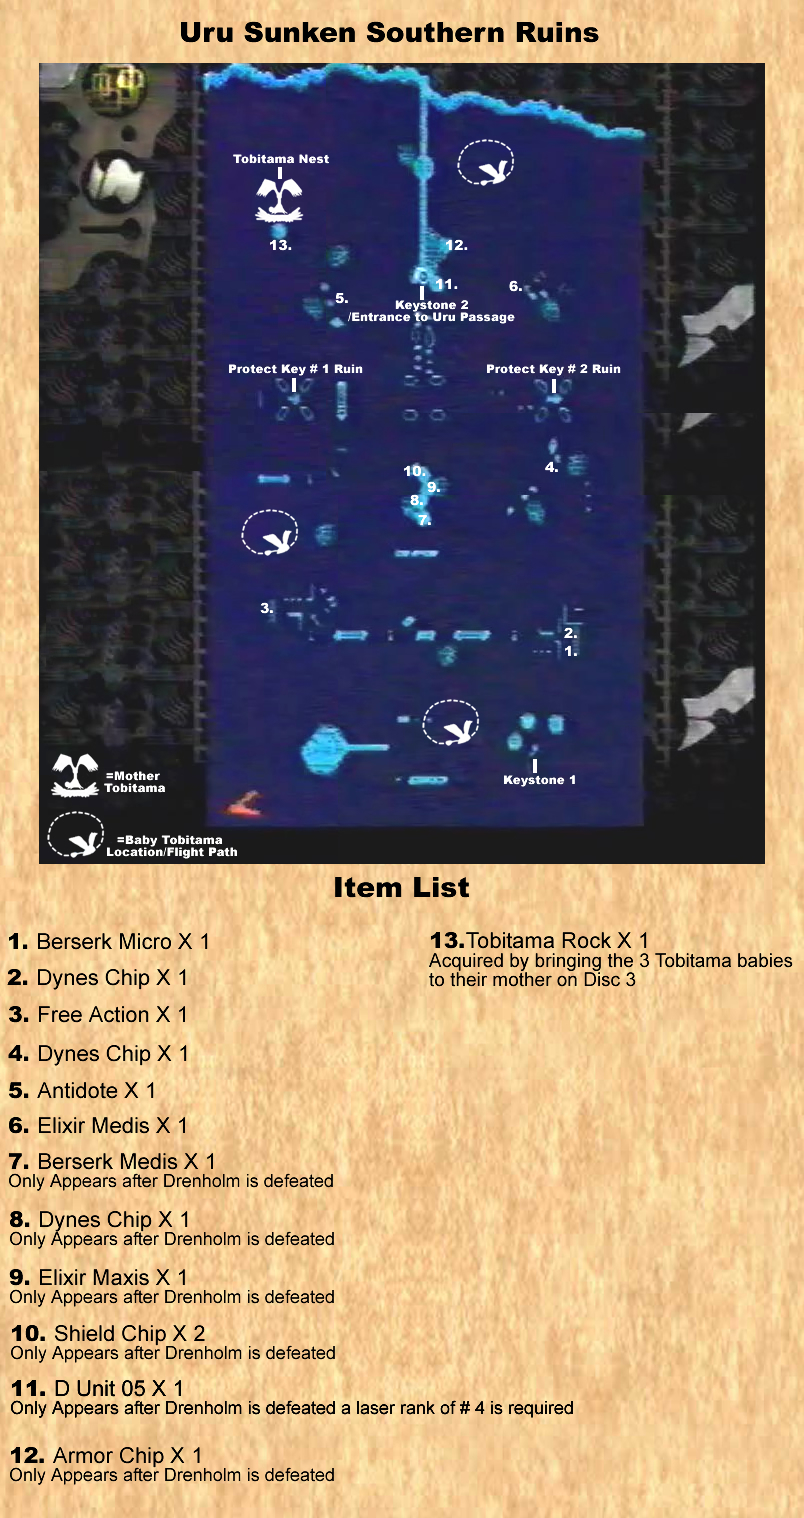 Uru Sunken Southern Ruins
Tobitama Nest
13.
12.
11.
5.
6.
Keystone 2
/Entrance to Uru Passage
Protect Key # 1 Ruin
Protect Key # 2 Ruin
10.
4.
9.
8.
7.
3.
2.
1.
Keystone 1
=Mother
Tobitama
=Baby Tobitama
Location/Flight Path
Item List
1. Berserk Micro X 1
2. Dynes Chip X 1
3. Free Action X 1
4. Dynes Chip X 1
5. Antidote X 1
6. Elixir Medis X 1
7. Berserk Medis X 1
Only Appears after Drenholm is defeated
8. Dynes Chip X 1
Only Appears after Drenholm is defeated
9. Elixir Maxis X 1
Only Appears after Drenholm is defeated
10. Shield Chip X 2
Only Appears after Drenholm is defeated
11. D Unit 05 X 1
Only Appears after Drenholm is defeated a laser rank of # 4 is required
12. Armor Chip X 1
Only Appears after Drenholm is defeated
13.Tobitama Rock X 1
Acquired by bringing the 3 Tobitama babies
to their mother on Disc 3